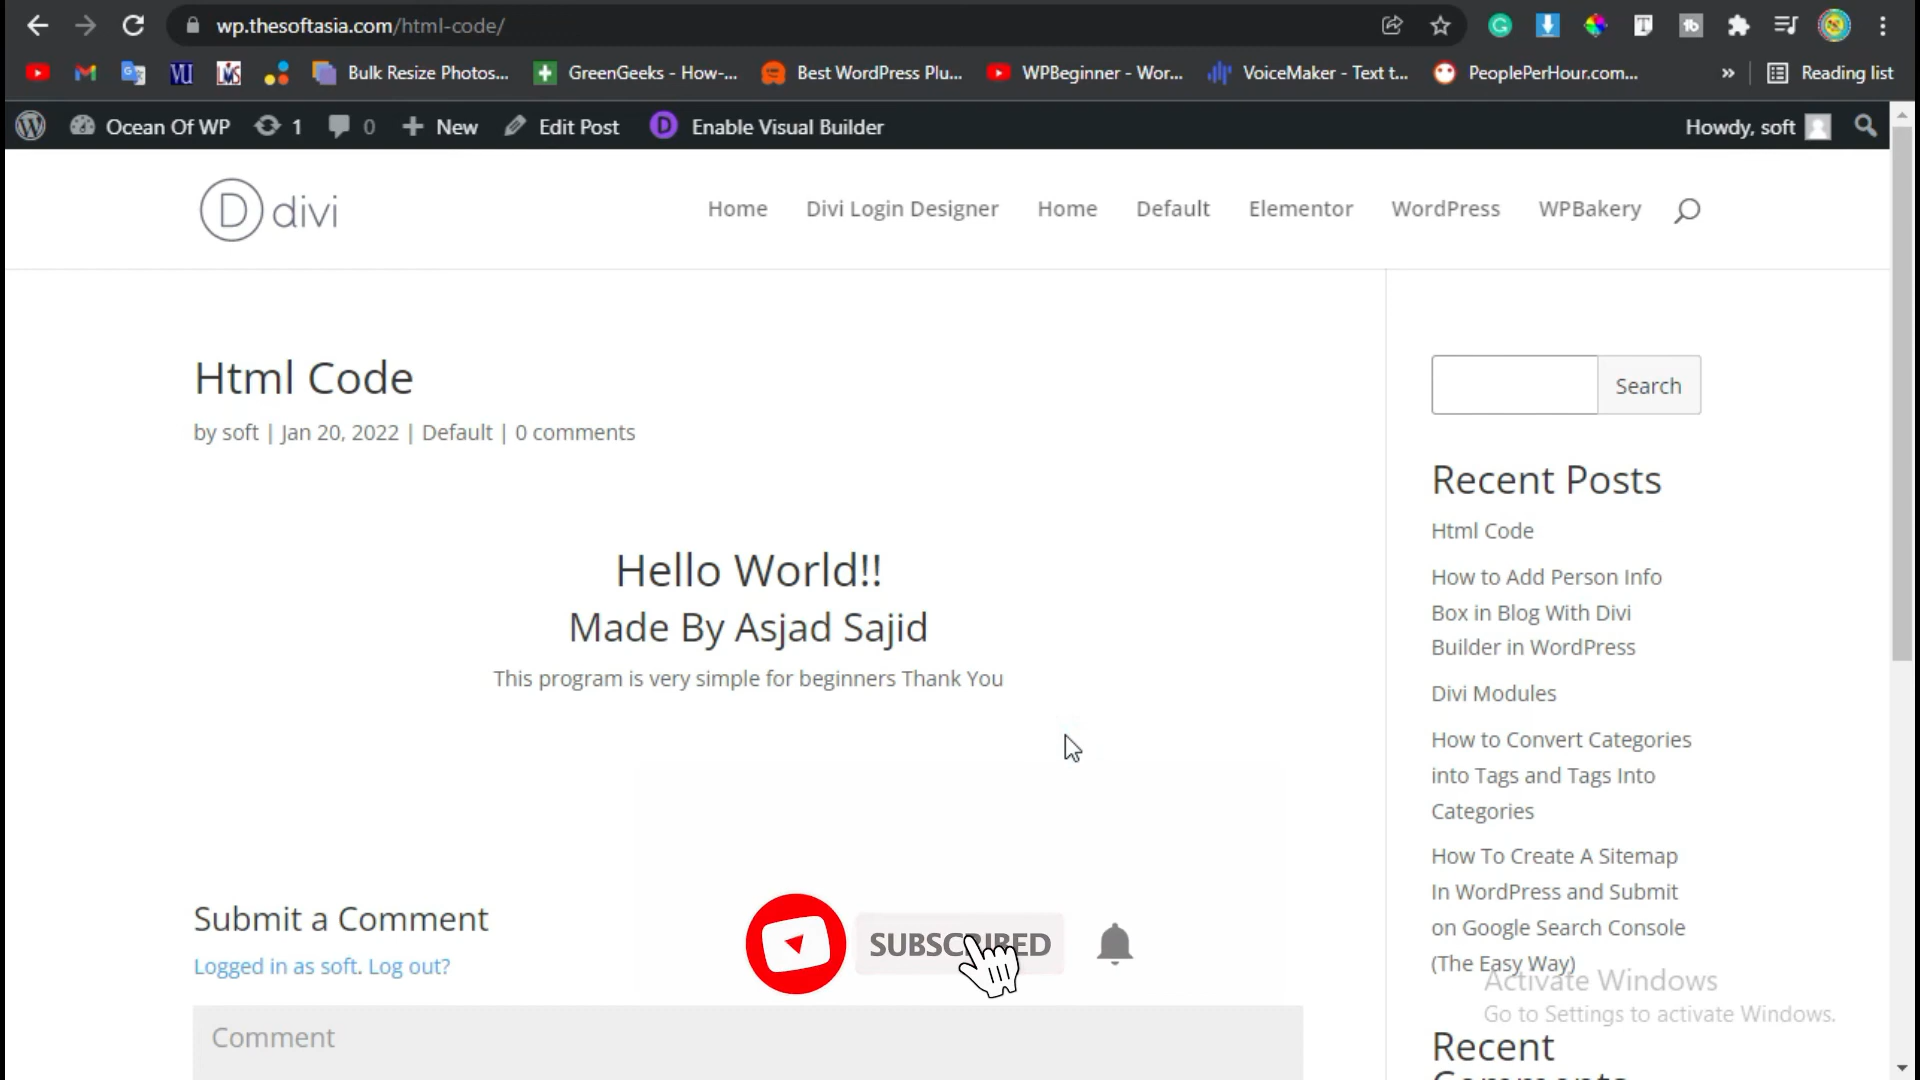 wp.thesoftasia.com/html-code/
Bulk Resize Photos...
GreenGeeks - How-...
Best WordPress Plu...
WPBeginner - Wor...
VoiceMaker - Text t...
PeoplePerHour.com...
»
Reading list
Ocean Of WP
1
0
New
Edit Post
Enable Visual Builder
Howdy, soft
divi
Home
Divi Login Designer
Home
Default
Elementor
WordPress
WPBakery
Html Code
by soft | Jan 20, 2022 | Default | 0 comments
Hello World!!
Made By Asjad Sajid
This program is very simple for beginners Thank You
Submit a Comment
Logged in as soft. Log out?
Comment
SUBSCRIBED
Search
Recent Posts
Html Code
How to Add Person Info
Box in Blog With Divi
Builder in WordPress
Divi Modules
How to Convert Categories
into Tags and Tags Into
Categories
How To Create A Sitemap
In WordPress and Submit
on Google Search Console
(The Easy Way)
Activate Windows
Go to Settings to activate Windows.
Recent